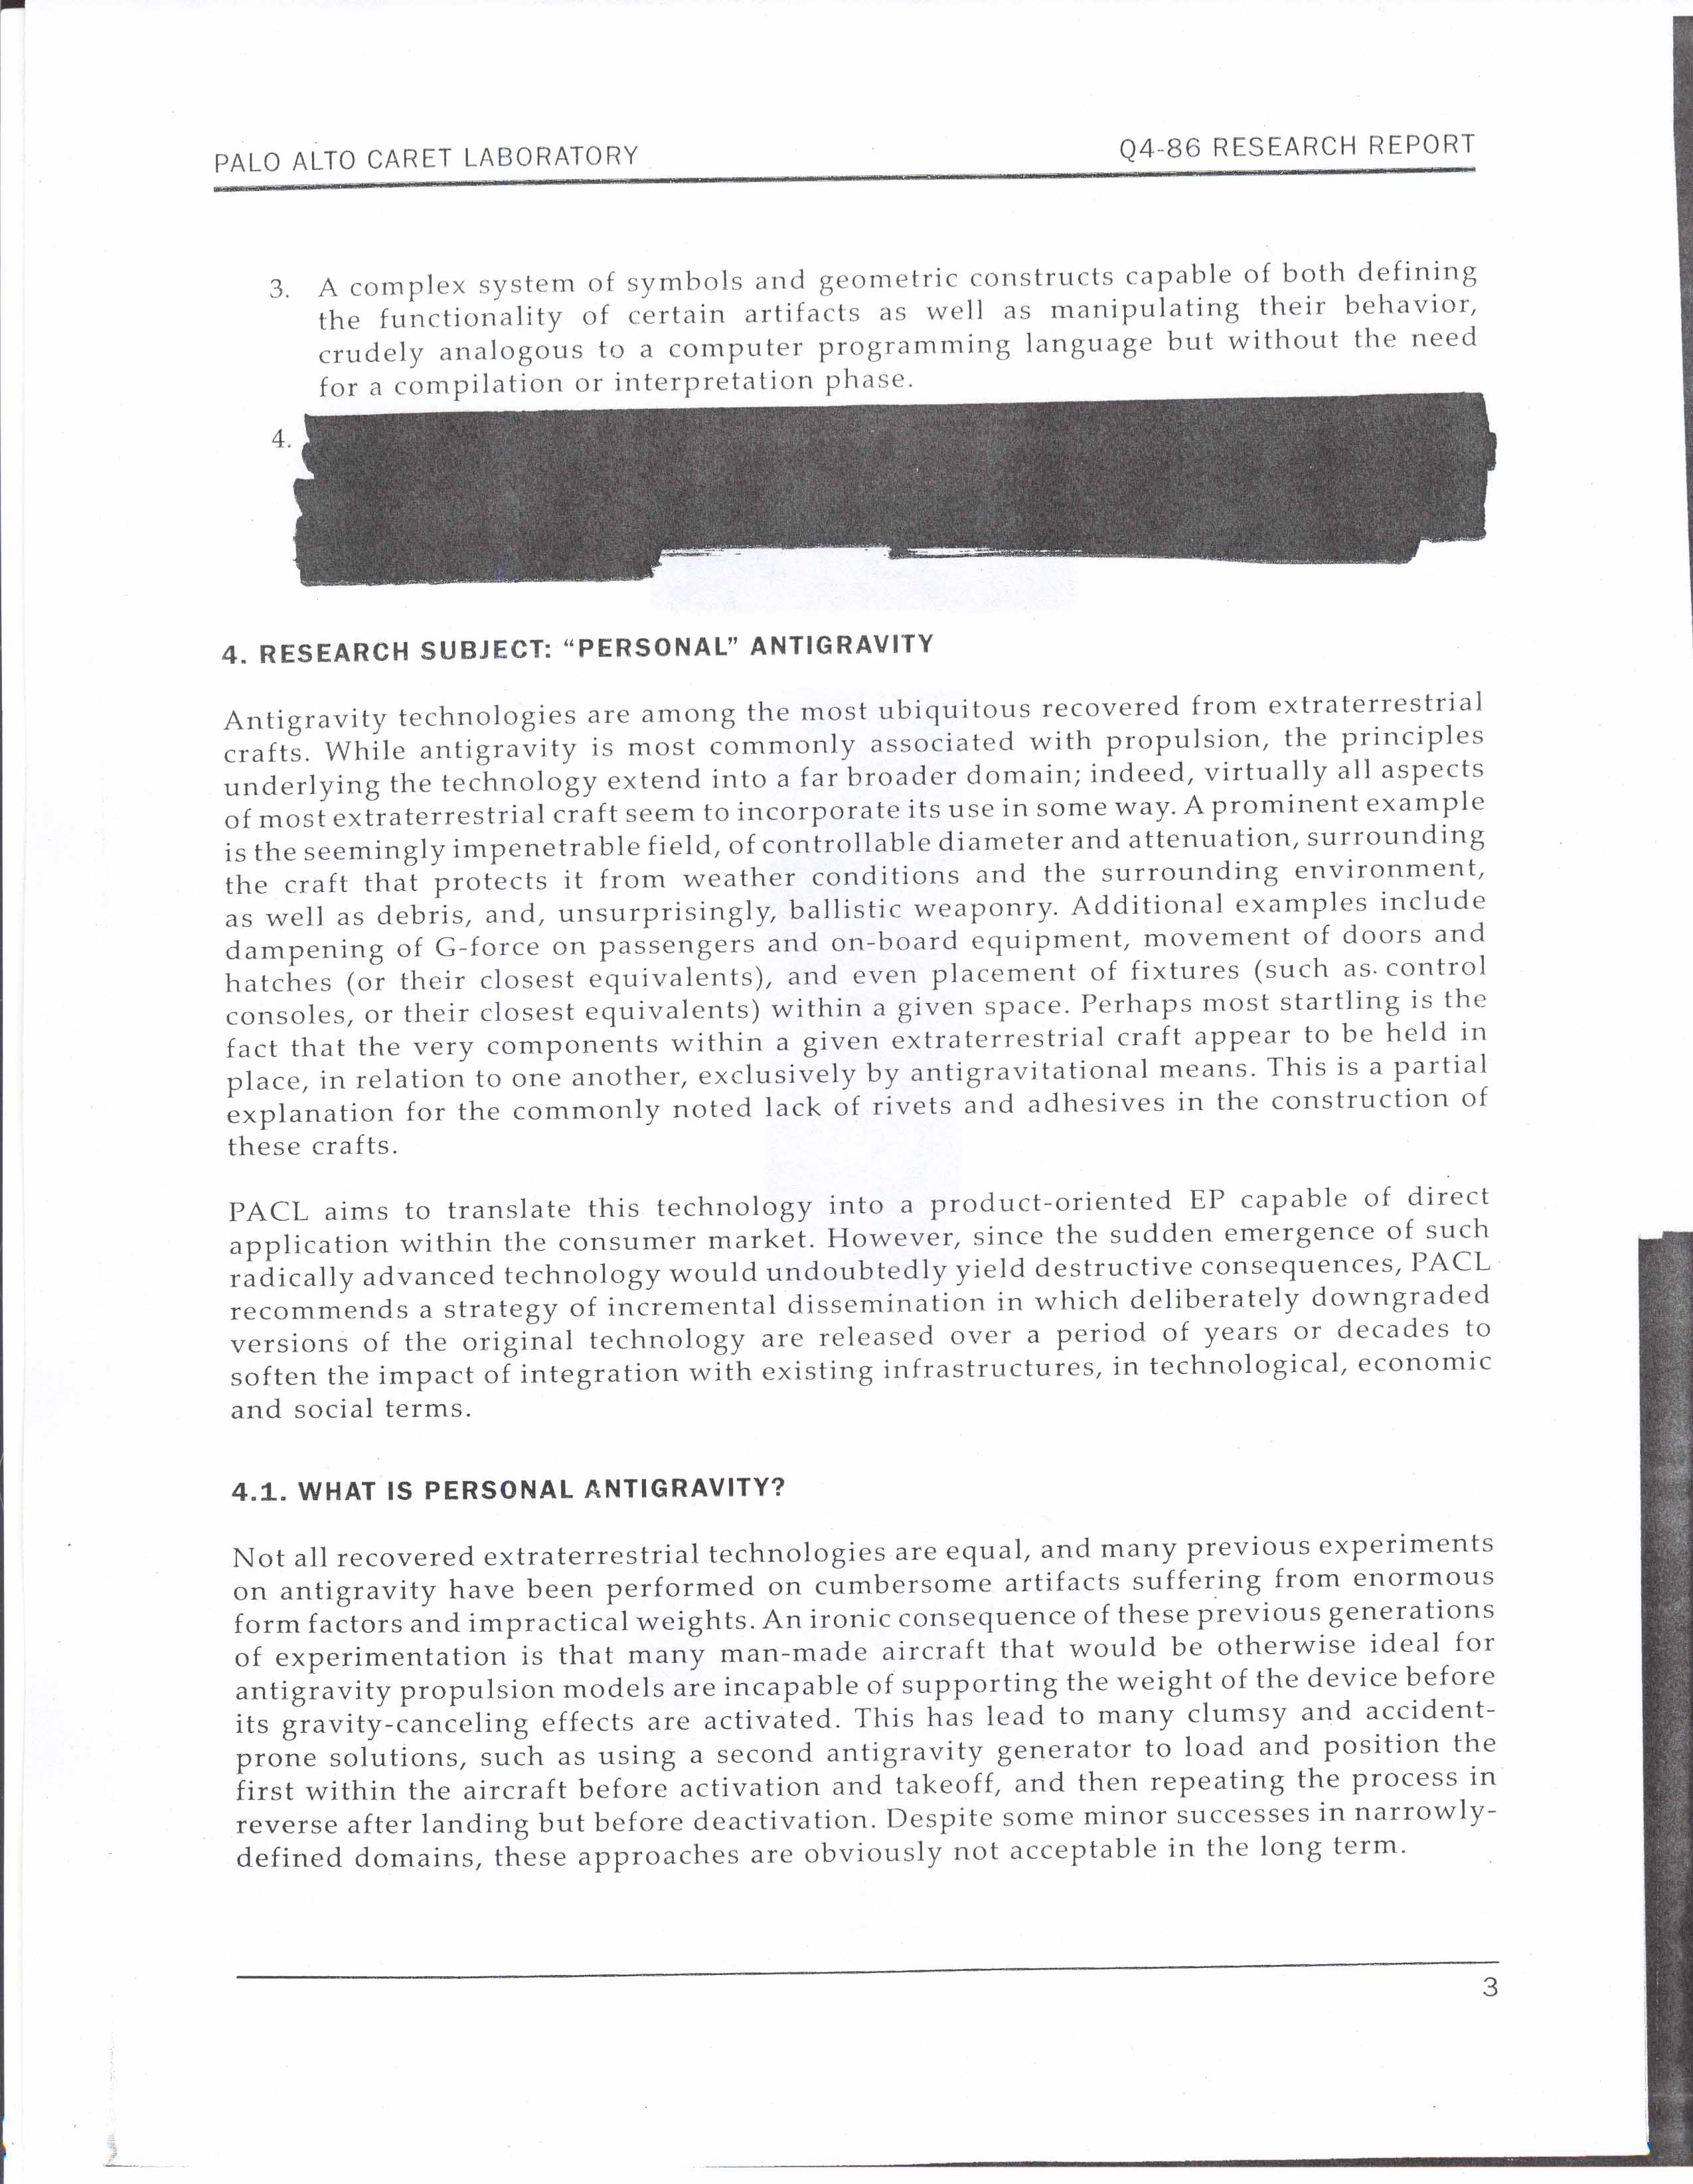 PALO ALTO CARET LABORATORY
Q4-86 RESEARCH REPORT
3. A complex system of symbols and geometric constructs capable of both defining
the functionality of certain artifacts as well as manipulating their behavior,
crudely analogous to a computer programming language but without the need
for a compilation or interpretation phase.
4.
4. RESEARCH SUBJECT: “PERSONAL” ANTIGRAVITY
Antigravity technologies are among the most ubiquitous recovered from extraterrestrial
crafts. While antigravity is most commonly associated with propulsion, the principles
underlying the technology extend into a far broader domain; indeed, virtually all aspects
of most extraterrestrial craft seem to incorporate its use in some way. A prominent example
is the seemingly impenetrable field, of controllable diameter and attenuation, surrounding
the craft that protects it from weather conditions and the surrounding environment,
as well as debris, and, unsurprisingly, ballistic weaponry. Additional examples include
dampening of G-force on passengers and on-board equipment, movement of doors and
hatches (or their closest equivalents), and even placement of fixtures (such as control
consoles, or their closest equivalents) within a given space. Perhaps most startling is the
fact that the very components within a given extraterrestrial craft appear to be held in
place, in relation to one another, exclusively by antigravitational means. This is a partial
explanation for the commonly noted lack of rivets and adhesives in the construction of
these crafts.
PACL aims to translate this technology into a product-oriented EP capable of direct
application within the consumer market. However, since the sudden emergence of such
radically advanced technology would undoubtedly yield destructive consequences, PACL
recommends a strategy of incremental dissemination in which deliberately downgraded
versions of the original technology are released over a period of years or decades to
soften the impact of integration with existing infrastructures, in technological, economic
and social terms.
4.1. WHAT IS PERSONAL ANTIGRAVITY?
Not all recovered extraterrestrial technologies are equal, and many previous experiments
on antigravity have been performed on cumbersome artifacts suffering from enormous
form factors and impractical weights. An ironic consequence of these previous generations
of experimentation is that many man-made aircraft that would be otherwise ideal for
antigravity propulsion models are incapable of supporting the weight of the device before
its gravity-canceling effects are activated. This has lead to many clumsy and accident-
prone solutions, such as using a second antigravity generator to load and position the
first within the aircraft before activation and takeoff, and then repeating the process in
reverse after landing but before deactivation. Despite some minor successes in narrowly-
defined domains, these approaches are obviously not acceptable in the long term.
3